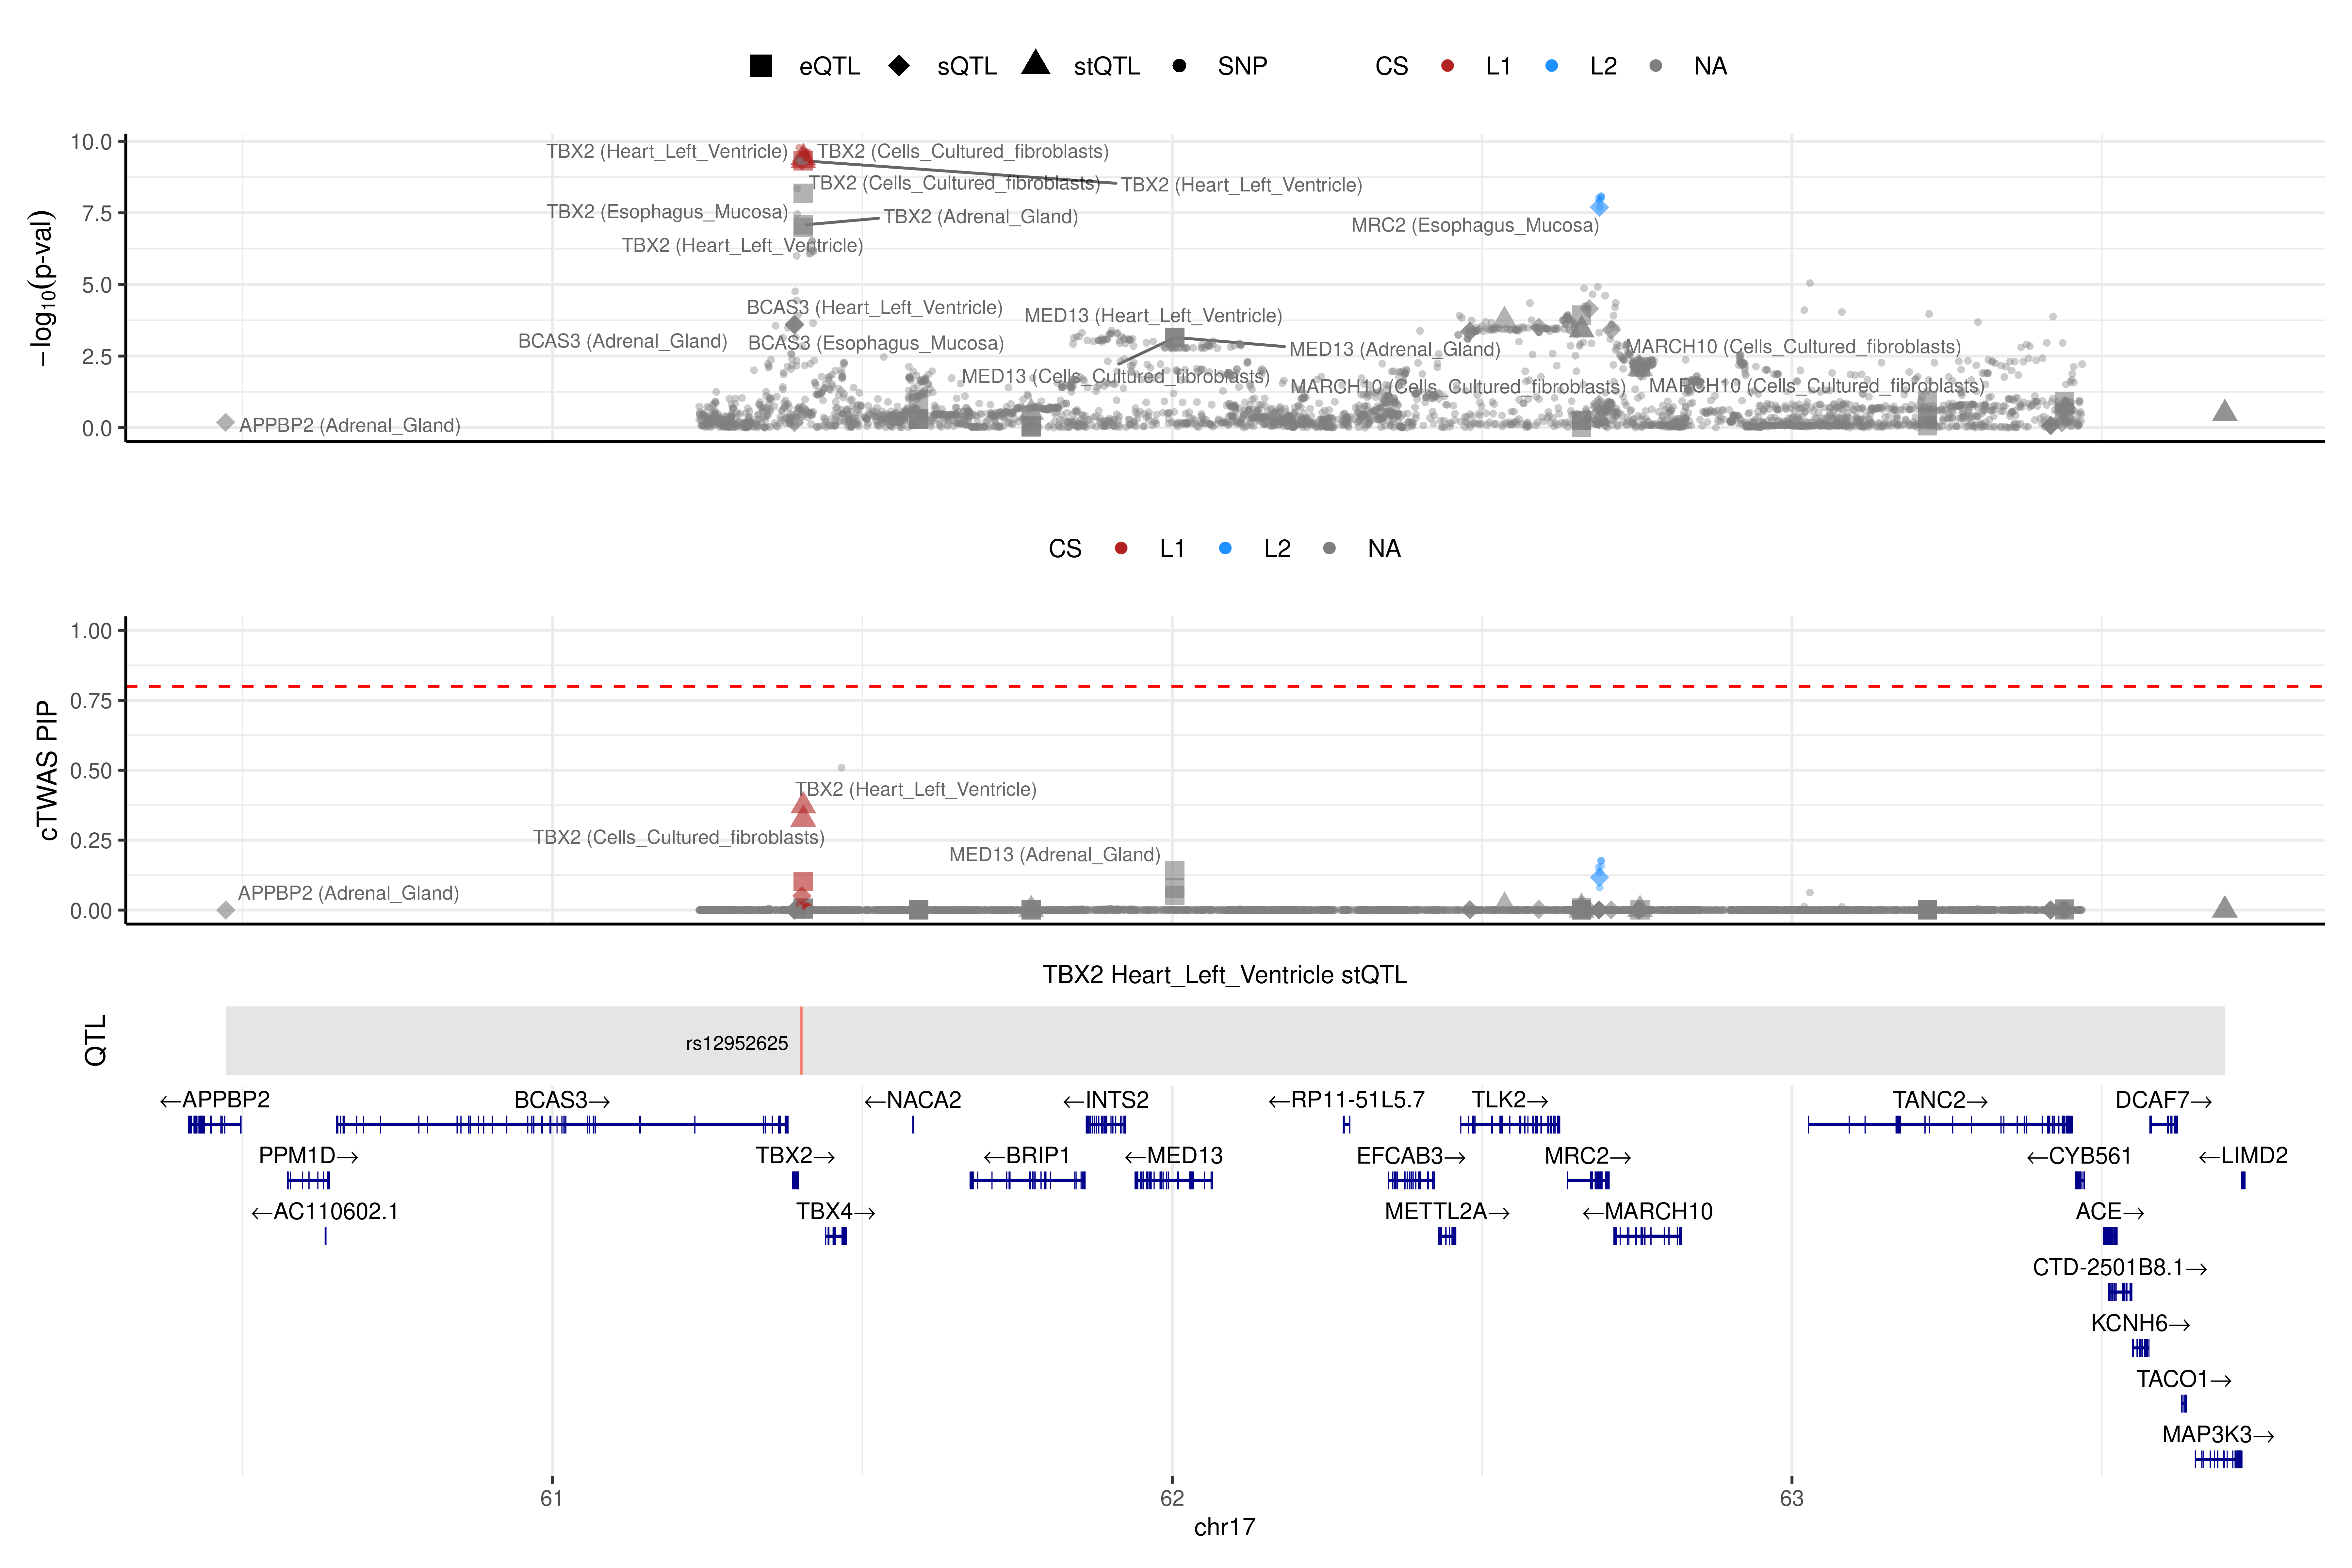 eQTL sQTL stQTL SNP CS L1 L2 NA
−log10(p-val)
10.0
7.5
5.0
2.5
0.0
TBX2 (Heart_Left_Ventricle)
TBX2 (Cells_Cultured_fibroblasts)
TBX2 (Cells_Cultured_fibroblasts)
TBX2 (Heart_Left_Ventricle)
TBX2 (Esophagus_Mucosa)
TBX2 (Adrenal_Gland)
MRC2 (Esophagus_Mucosa)
TBX2 (Heart_Left_Ventricle)
BCAS3 (Heart_Left_Ventricle)
MED13 (Heart_Left_Ventricle)
BCAS3 (Adrenal_Gland)
BCAS3 (Esophagus_Mucosa)
MED13 (Adrenal_Gland)
MARCH10 (Cells_Cultured_fibroblasts)
MED13 (Cells_Cultured_fibroblasts)
MARCH10 (Cells_Cultured_fibroblasts)
MARCH10 (Cells_Cultured_fibroblasts)
APPBP2 (Adrenal_Gland)
CS L1 L2 NA
cTWAS PIP
1.00
0.75
0.50
0.25
0.00
TBX2 (Heart_Left_Ventricle)
TBX2 (Cells_Cultured_fibroblasts)
MED13 (Adrenal_Gland)
APPBP2 (Adrenal_Gland)
TBX2 Heart_Left_Ventricle stQTL
QTL
rs12952625
←APPBP2 BCAS3→ ←NACA2 ←INTS2 ←RP11-51L5.7 TLK2→ TANC2→ DCAF7→
PPM1D→ TBX2→ ←BRIP1 ←MED13 EFCAB3→ MRC2→ ←CYB561 ←LIMD2
←AC110602.1 TBX4→ METTL2A→ ←MARCH10 ACE→
CTD-2501B8.1→
KCNH6→
TACO1→
MAP3K3→
61 62 63
chr17